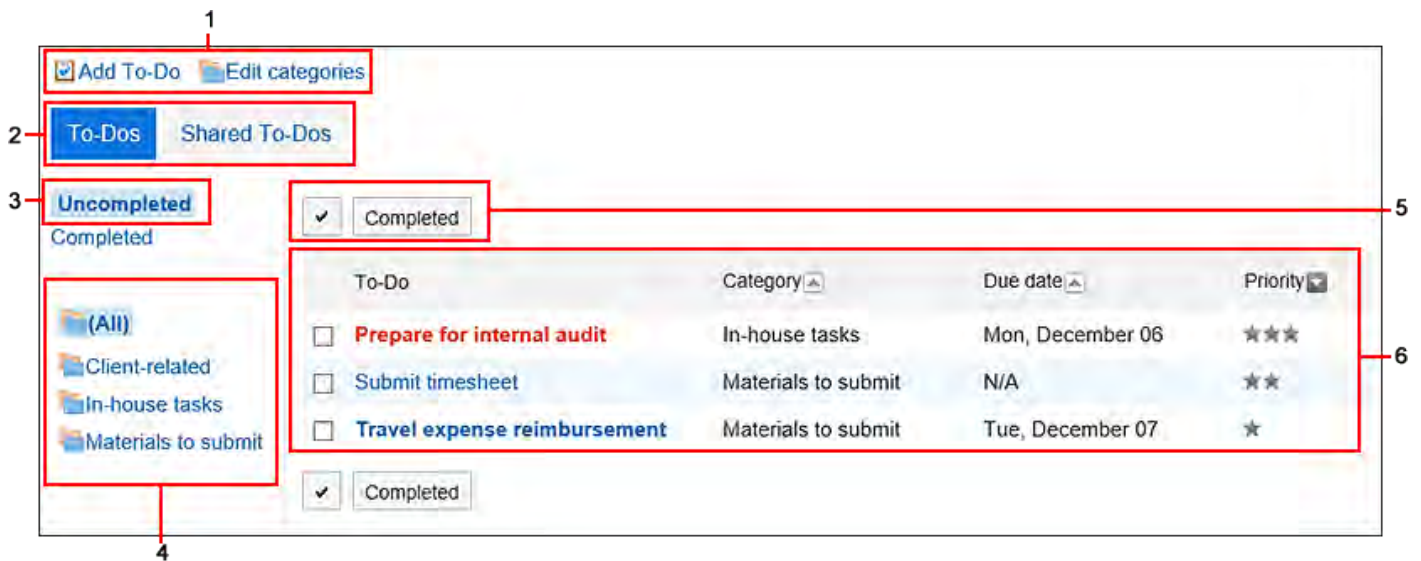 1
Add To-Do Edit categories
2
To-Dos Shared To-Dos
3
Uncompleted
Completed
Completed
5
To-Do Category Due date Priority
(All)
Prepare for internal audit In-house tasks Mon, December 06
6
Client-related
Submit timesheet Materials to submit N/A
In-house tasks
Travel expense reimbursement Materials to submit Tue, December 07
Materials to submit
Completed
4